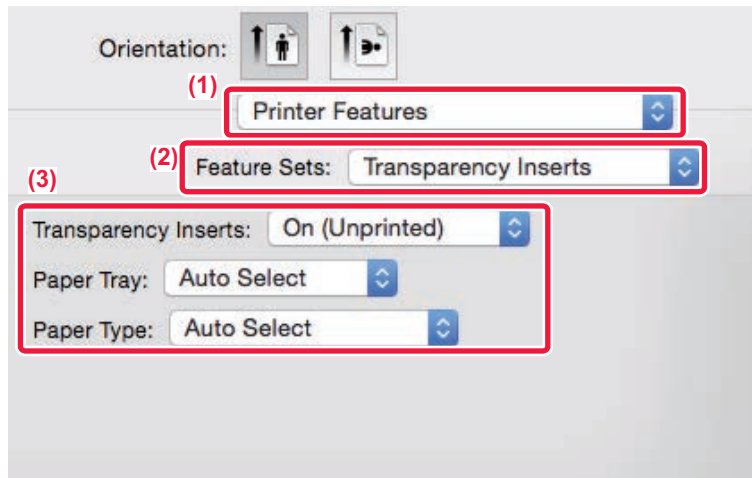 Orientation:
(1)
Printer Features
(2)
Feature Sets: Transparency Inserts
(3)
Transparency Inserts: On (Unprinted)
Paper Tray: Auto Select
Paper Type: Auto Select